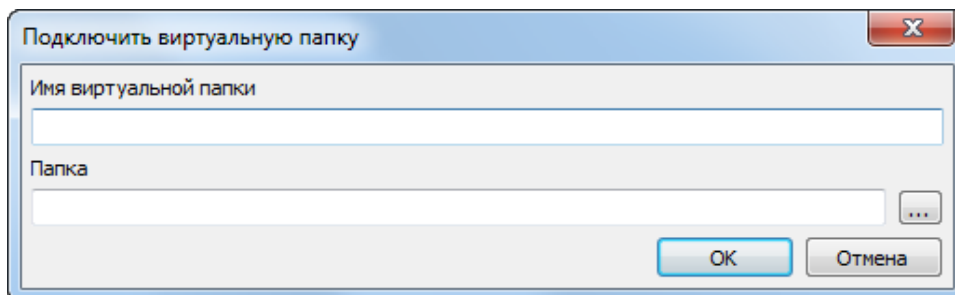 Подключить виртуальную папку
Имя виртуальной папки
Папка
...
OK Отмена